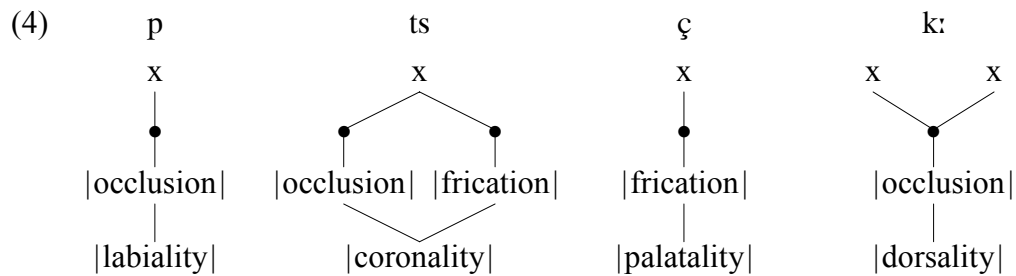 (4) p ts ç kː
x x x x x
|occlusion| |occlusion| |frication| |frication| |occlusion|
|labiality| |coronality| |palatality| |dorsality|